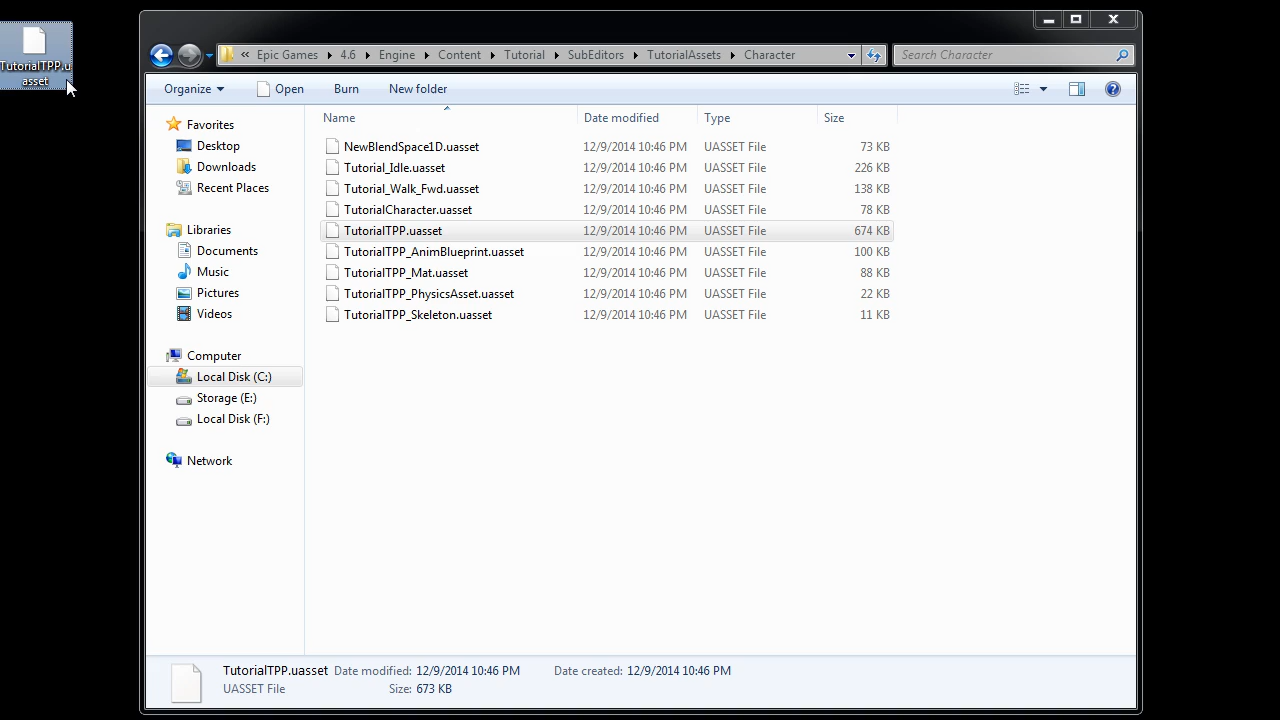 TutorialTPP.u
asset
« Epic Games 4.6 Engine Content Tutorial SubEditors TutorialAssets Character
Search Character
Organize Open Burn New folder
Name Date modified Type Size
Favorites
Desktop
Downloads
Recent Places
Libraries
Documents
Music
Pictures
Videos
Computer
Local Disk (C:)
Storage (E:)
Local Disk (F:)
Network
NewBlendSpace1D.uasset 12/9/2014 10:46 PM UASSET File 73 KB
Tutorial_Idle.uasset 12/9/2014 10:46 PM UASSET File 226 KB
Tutorial_Walk_Fwd.uasset 12/9/2014 10:46 PM UASSET File 138 KB
TutorialCharacter.uasset 12/9/2014 10:46 PM UASSET File 78 KB
TutorialTPP.uasset 12/9/2014 10:46 PM UASSET File 674 KB
TutorialTPP_AnimBlueprint.uasset 12/9/2014 10:46 PM UASSET File 100 KB
TutorialTPP_Mat.uasset 12/9/2014 10:46 PM UASSET File 88 KB
TutorialTPP_PhysicsAsset.uasset 12/9/2014 10:46 PM UASSET File 22 KB
TutorialTPP_Skeleton.uasset 12/9/2014 10:46 PM UASSET File 11 KB
TutorialTPP.uasset Date modified: 12/9/2014 10:46 PM Date created: 12/9/2014 10:46 PM
UASSET File Size: 673 KB